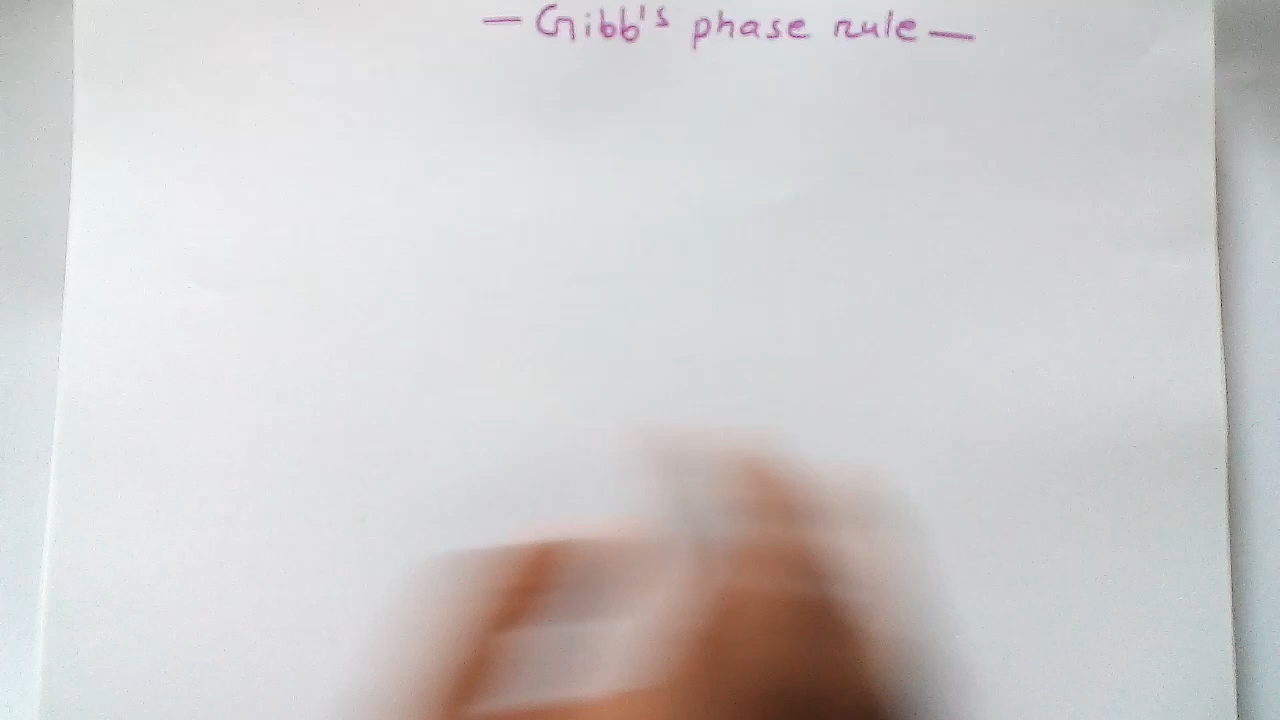 — Gibb's phase rule —